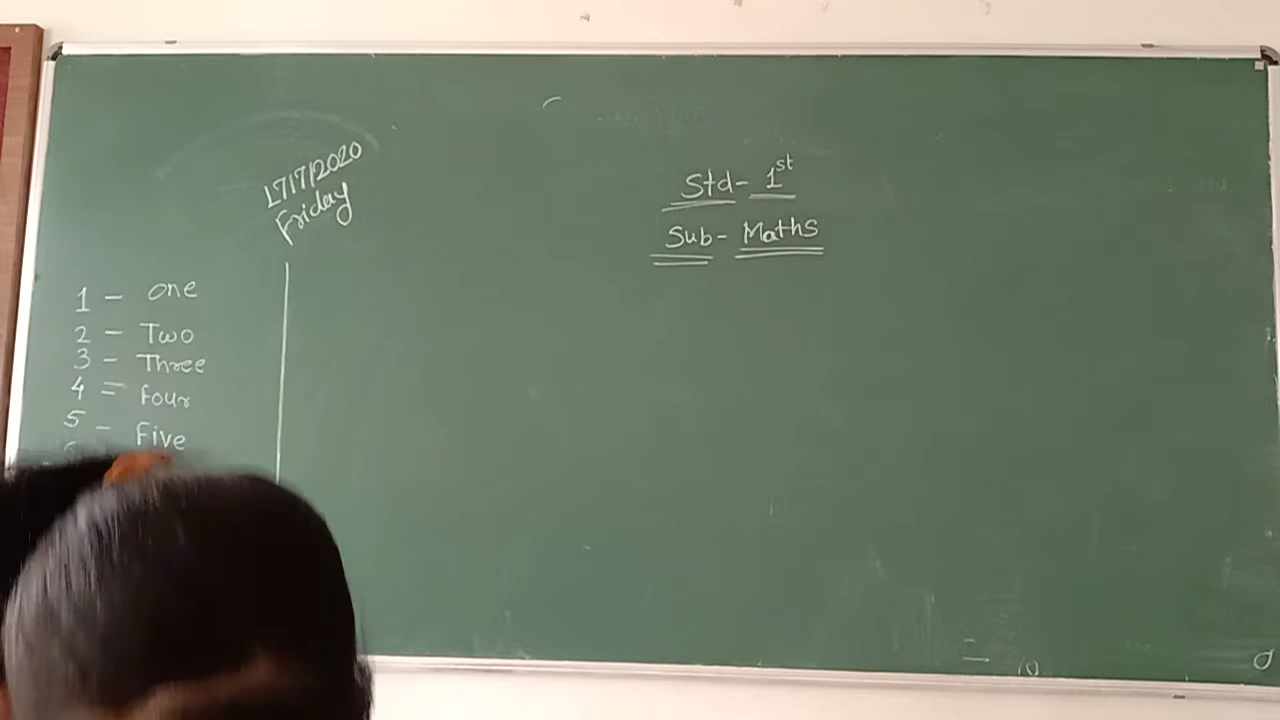 17/7/2020
Friday
Std- 1st
Sub- Maths
1 - one
2 - Two
3 - Three
4 = four
5 - Five